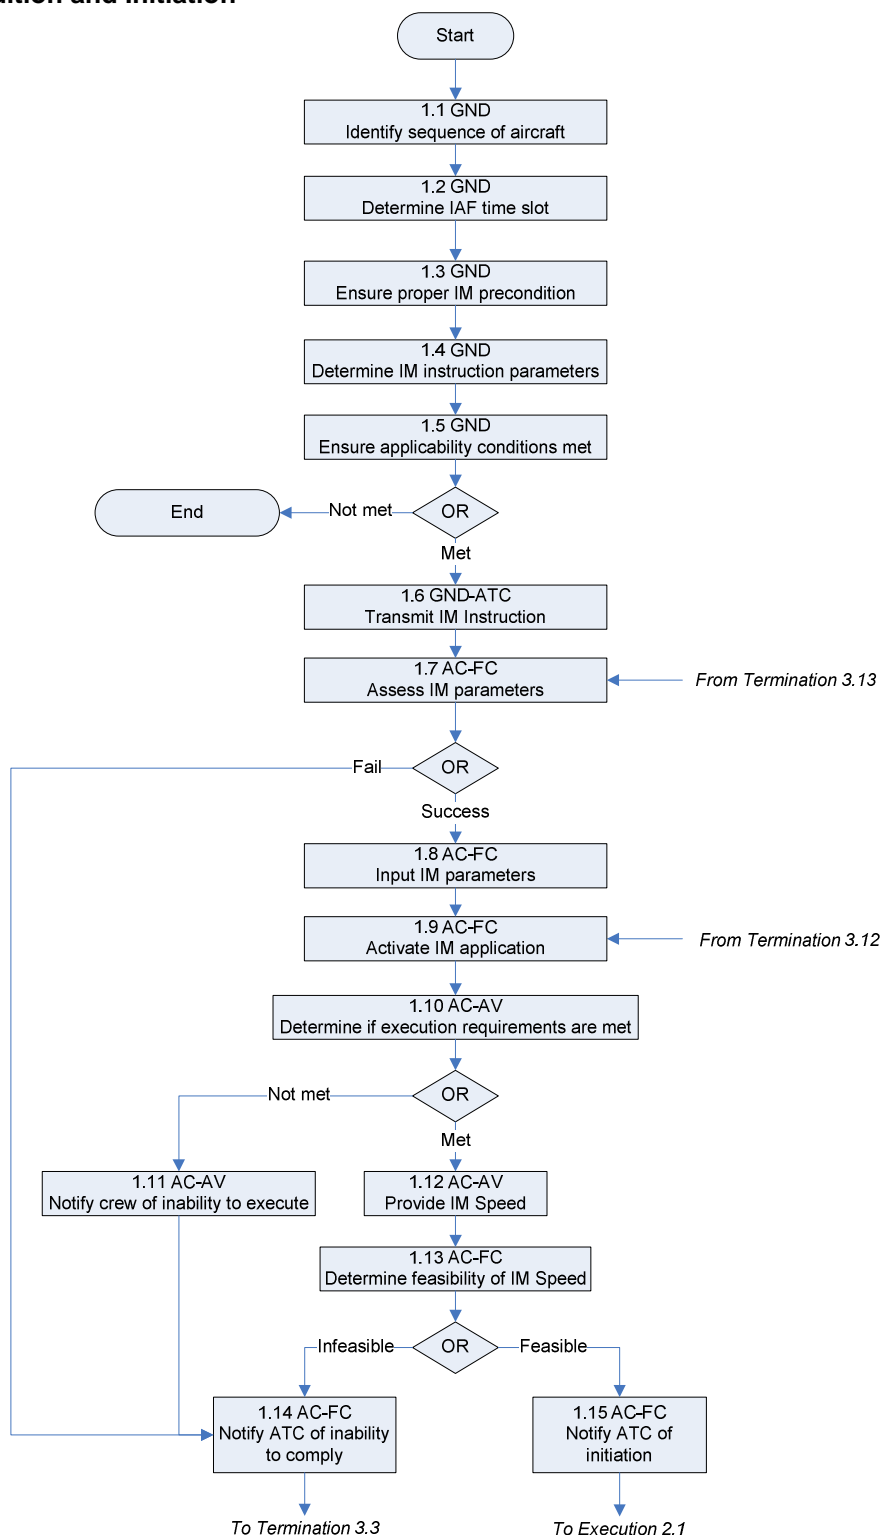 and Initiation
Start
1.1 GND
Identify sequence of aircraft
1.2 GND
Determine IAF time slot
1.3 GND
Ensure proper IM precondition
1.4 GND
Determine IM instruction parameters
1.5 GND
Ensure applicability conditions met
End
Not met
OR
Met
1.6 GND-ATC
Transmit IM Instruction
1.7 AC-FC
Assess IM parameters
From Termination 3.13
Fail
OR
Success
1.8 AC-FC
Input IM parameters
1.9 AC-FC
Activate IM application
From Termination 3.12
1.10 AC-AV
Determine if execution requirements are met
Not met
OR
Met
1.11 AC-AV
Notify crew of inability to execute
1.12 AC-AV
Provide IM Speed
1.13 AC-FC
Determine feasibility of IM Speed
Infeasible
OR
Feasible
1.14 AC-FC
Notify ATC of inability
to comply
1.15 AC-FC
Notify ATC of
initiation
To Termination 3.3
To Execution 2.1